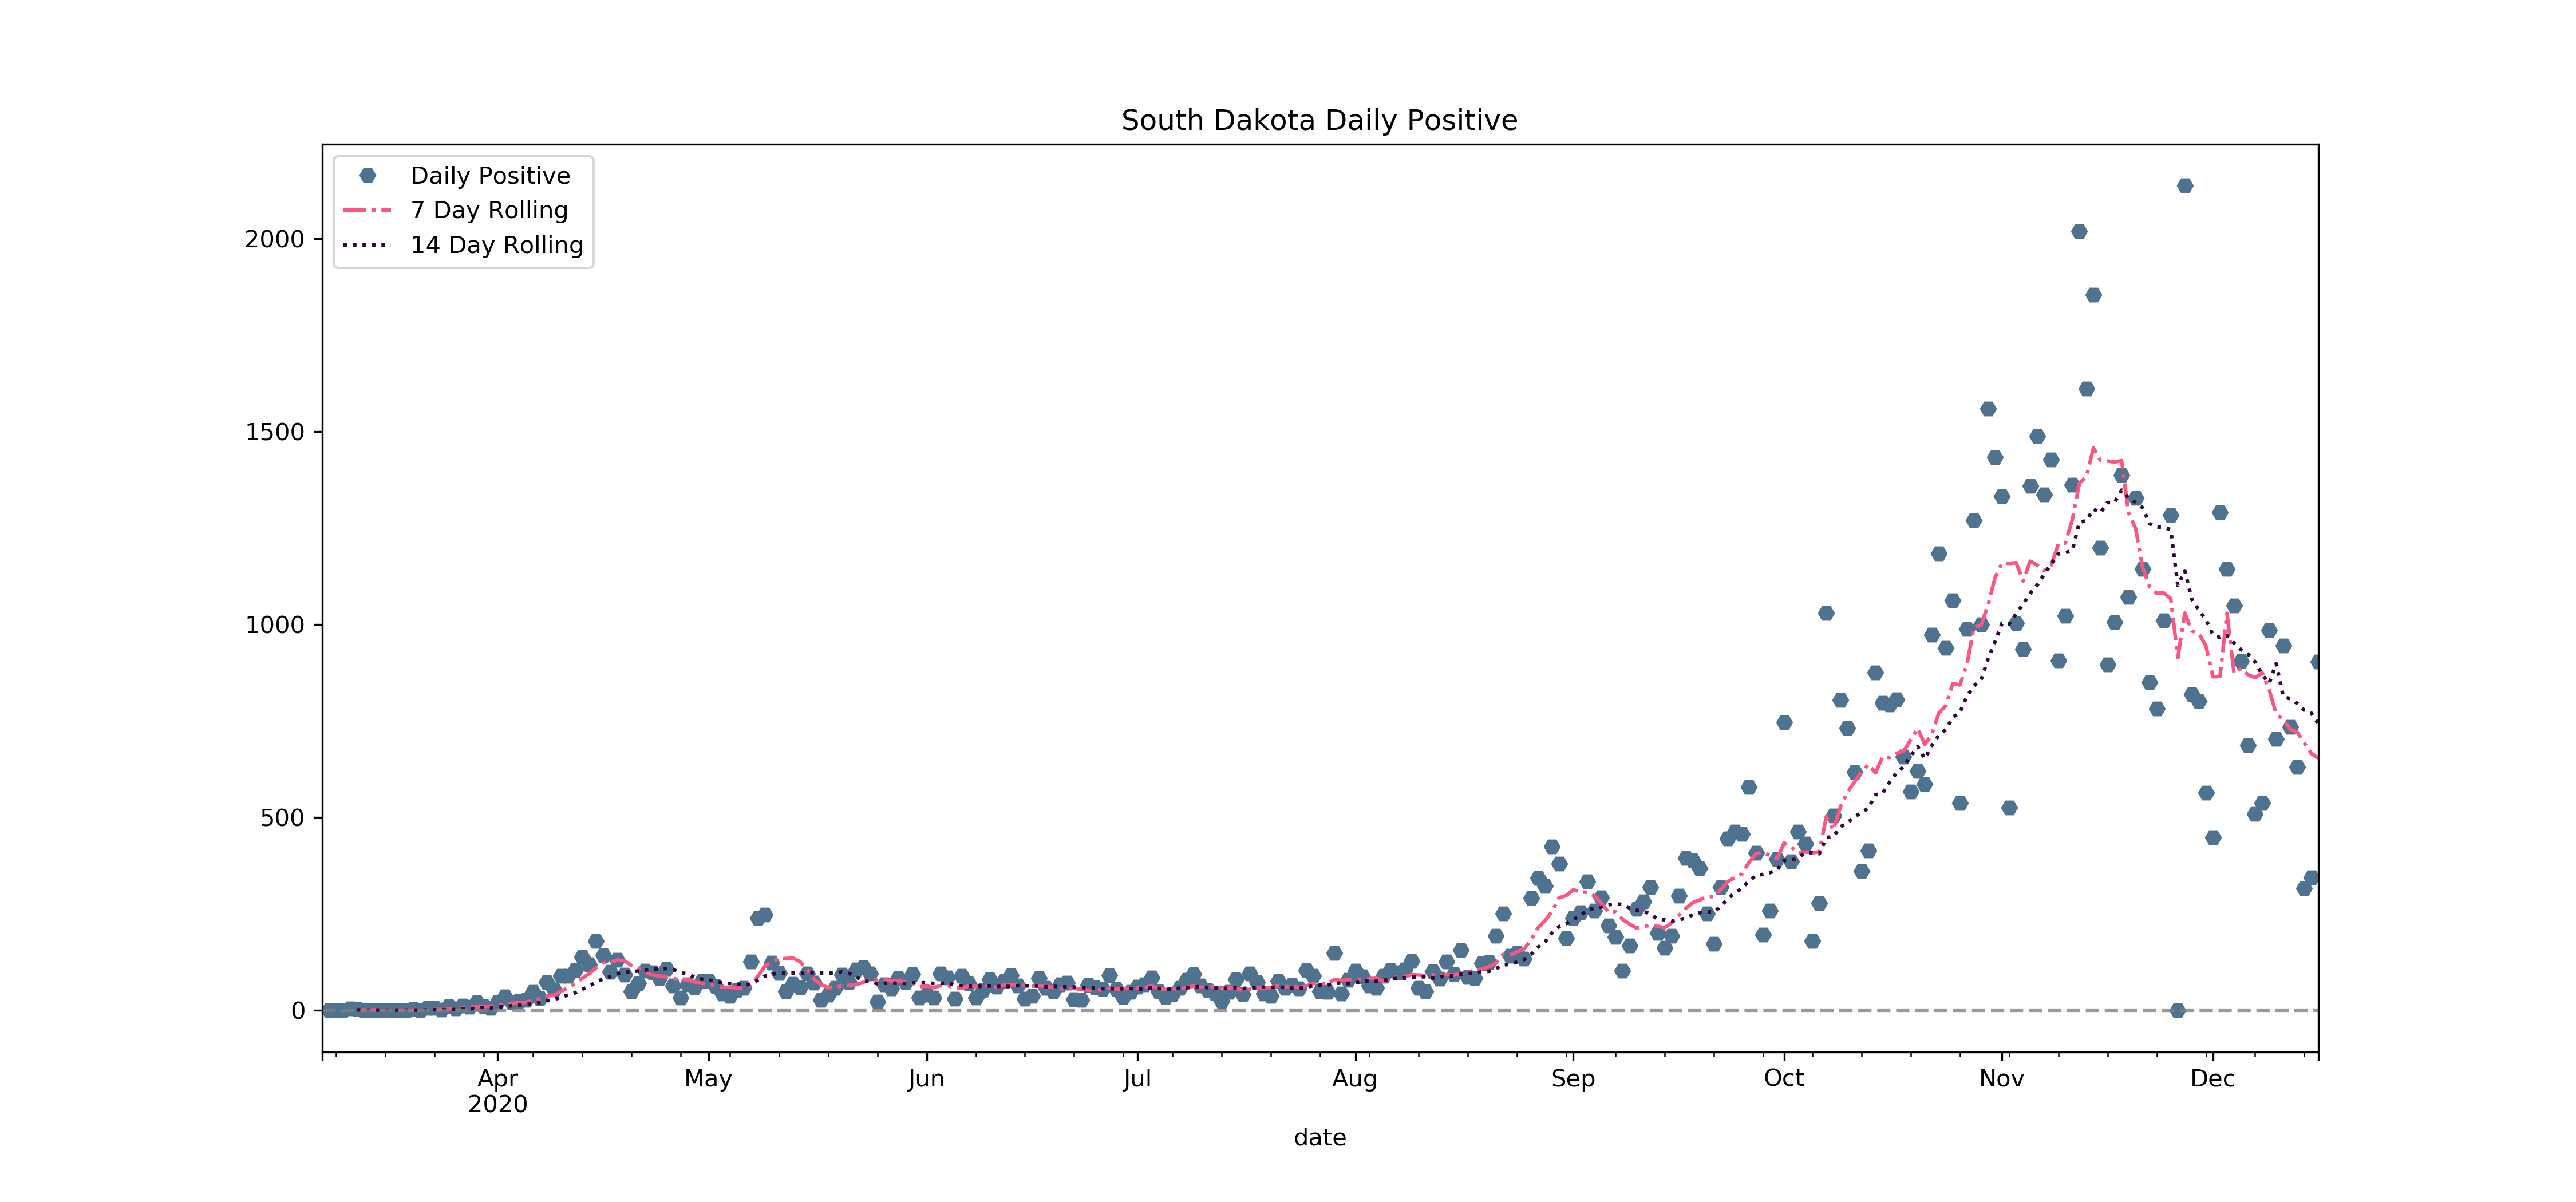 South Dakota Daily Positive
Daily Positive
7 Day Rolling
14 Day Rolling
2000
1500
1000
500
0
Apr May Jun Jul Aug Sep Oct Nov Dec
2020
date